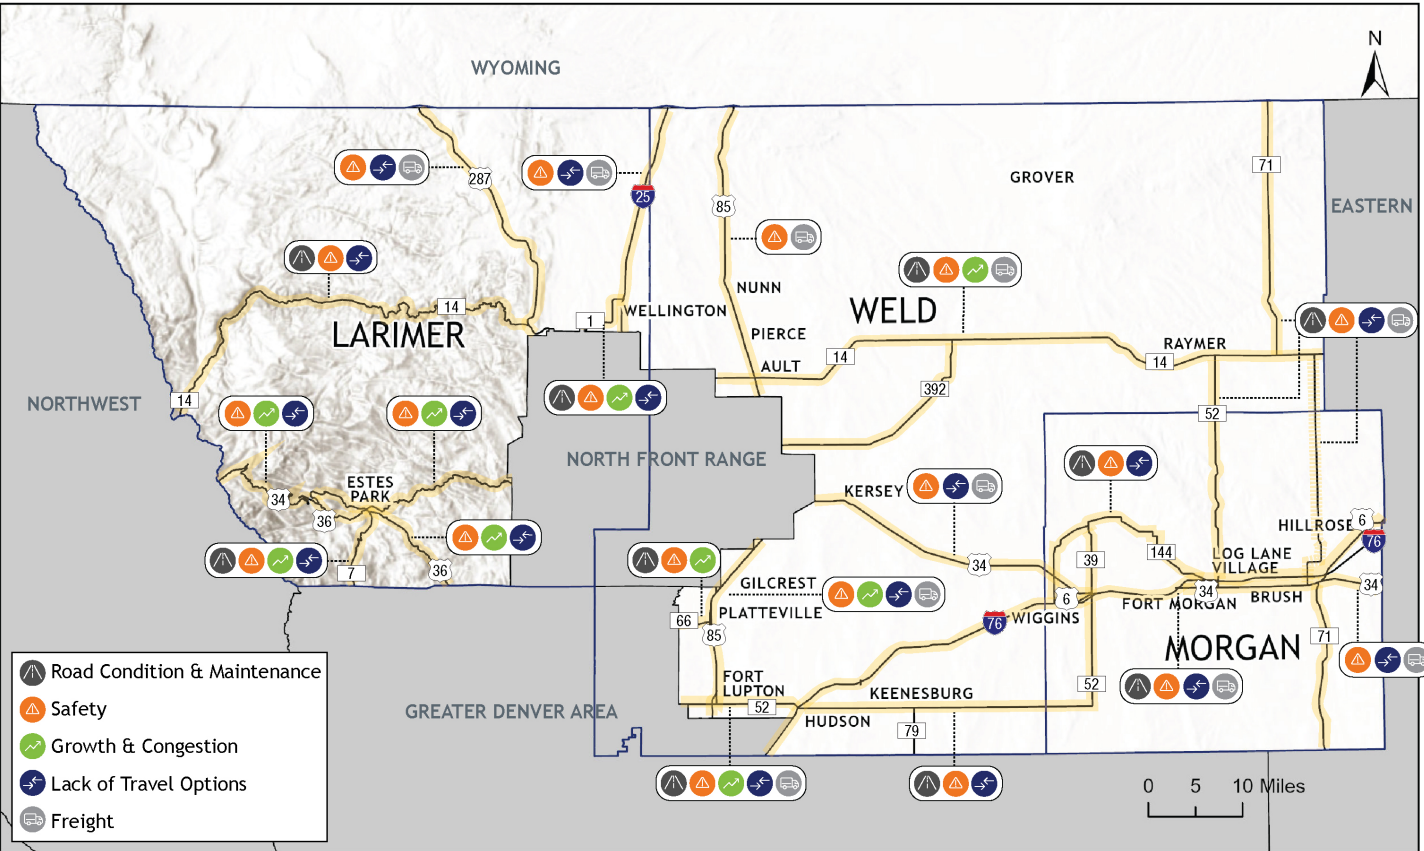 WYOMING
N
287
25
71
85
GROVER
EASTERN
NUNN
14
WELLINGTON
WELD
1
LARIMER
PIERCE
RAYMER
14
14
AULT
392
14
NORTHWEST
52
NORTH FRONT RANGE
ESTES
PARK
KERSEY
34
36
6
HILLROSE
76
144
39
LOG LANE
VILLAGE
34
7
36
GILCREST
34
34
BRUSH
6
FORT MORGAN
PLATTEVILLE
66
85
76
WIGGINS
71
MORGAN
FORT
LUPTON
52
52
KEENESBURG
GREATER DENVER AREA
HUDSON
79
Road Condition & Maintenance
Safety
Growth & Congestion
Lack of Travel Options
Freight
0 5 10 Miles